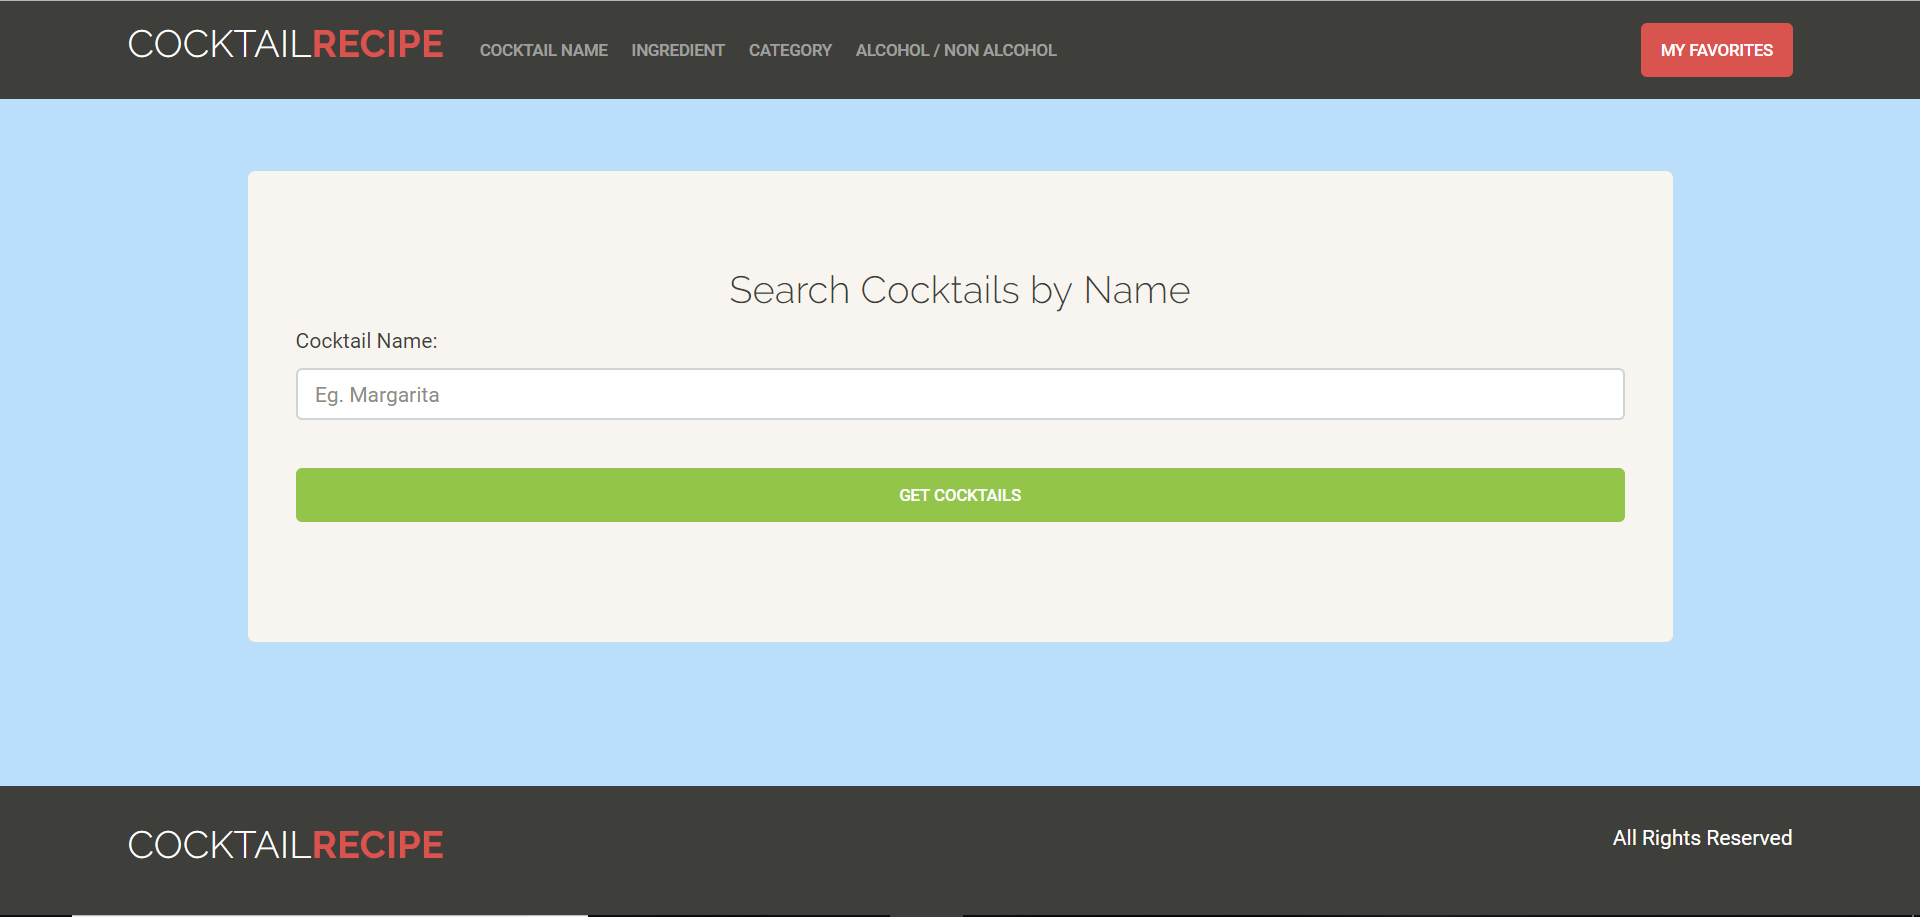 COCKTAILRECIPE COCKTAIL NAME INGREDIENT CATEGORY ALCOHOL / NON ALCOHOL MY FAVORITES
Search Cocktails by Name
Cocktail Name:
Eg. Margarita
GET COCKTAILS
COCKTAILRECIPE All Rights Reserved